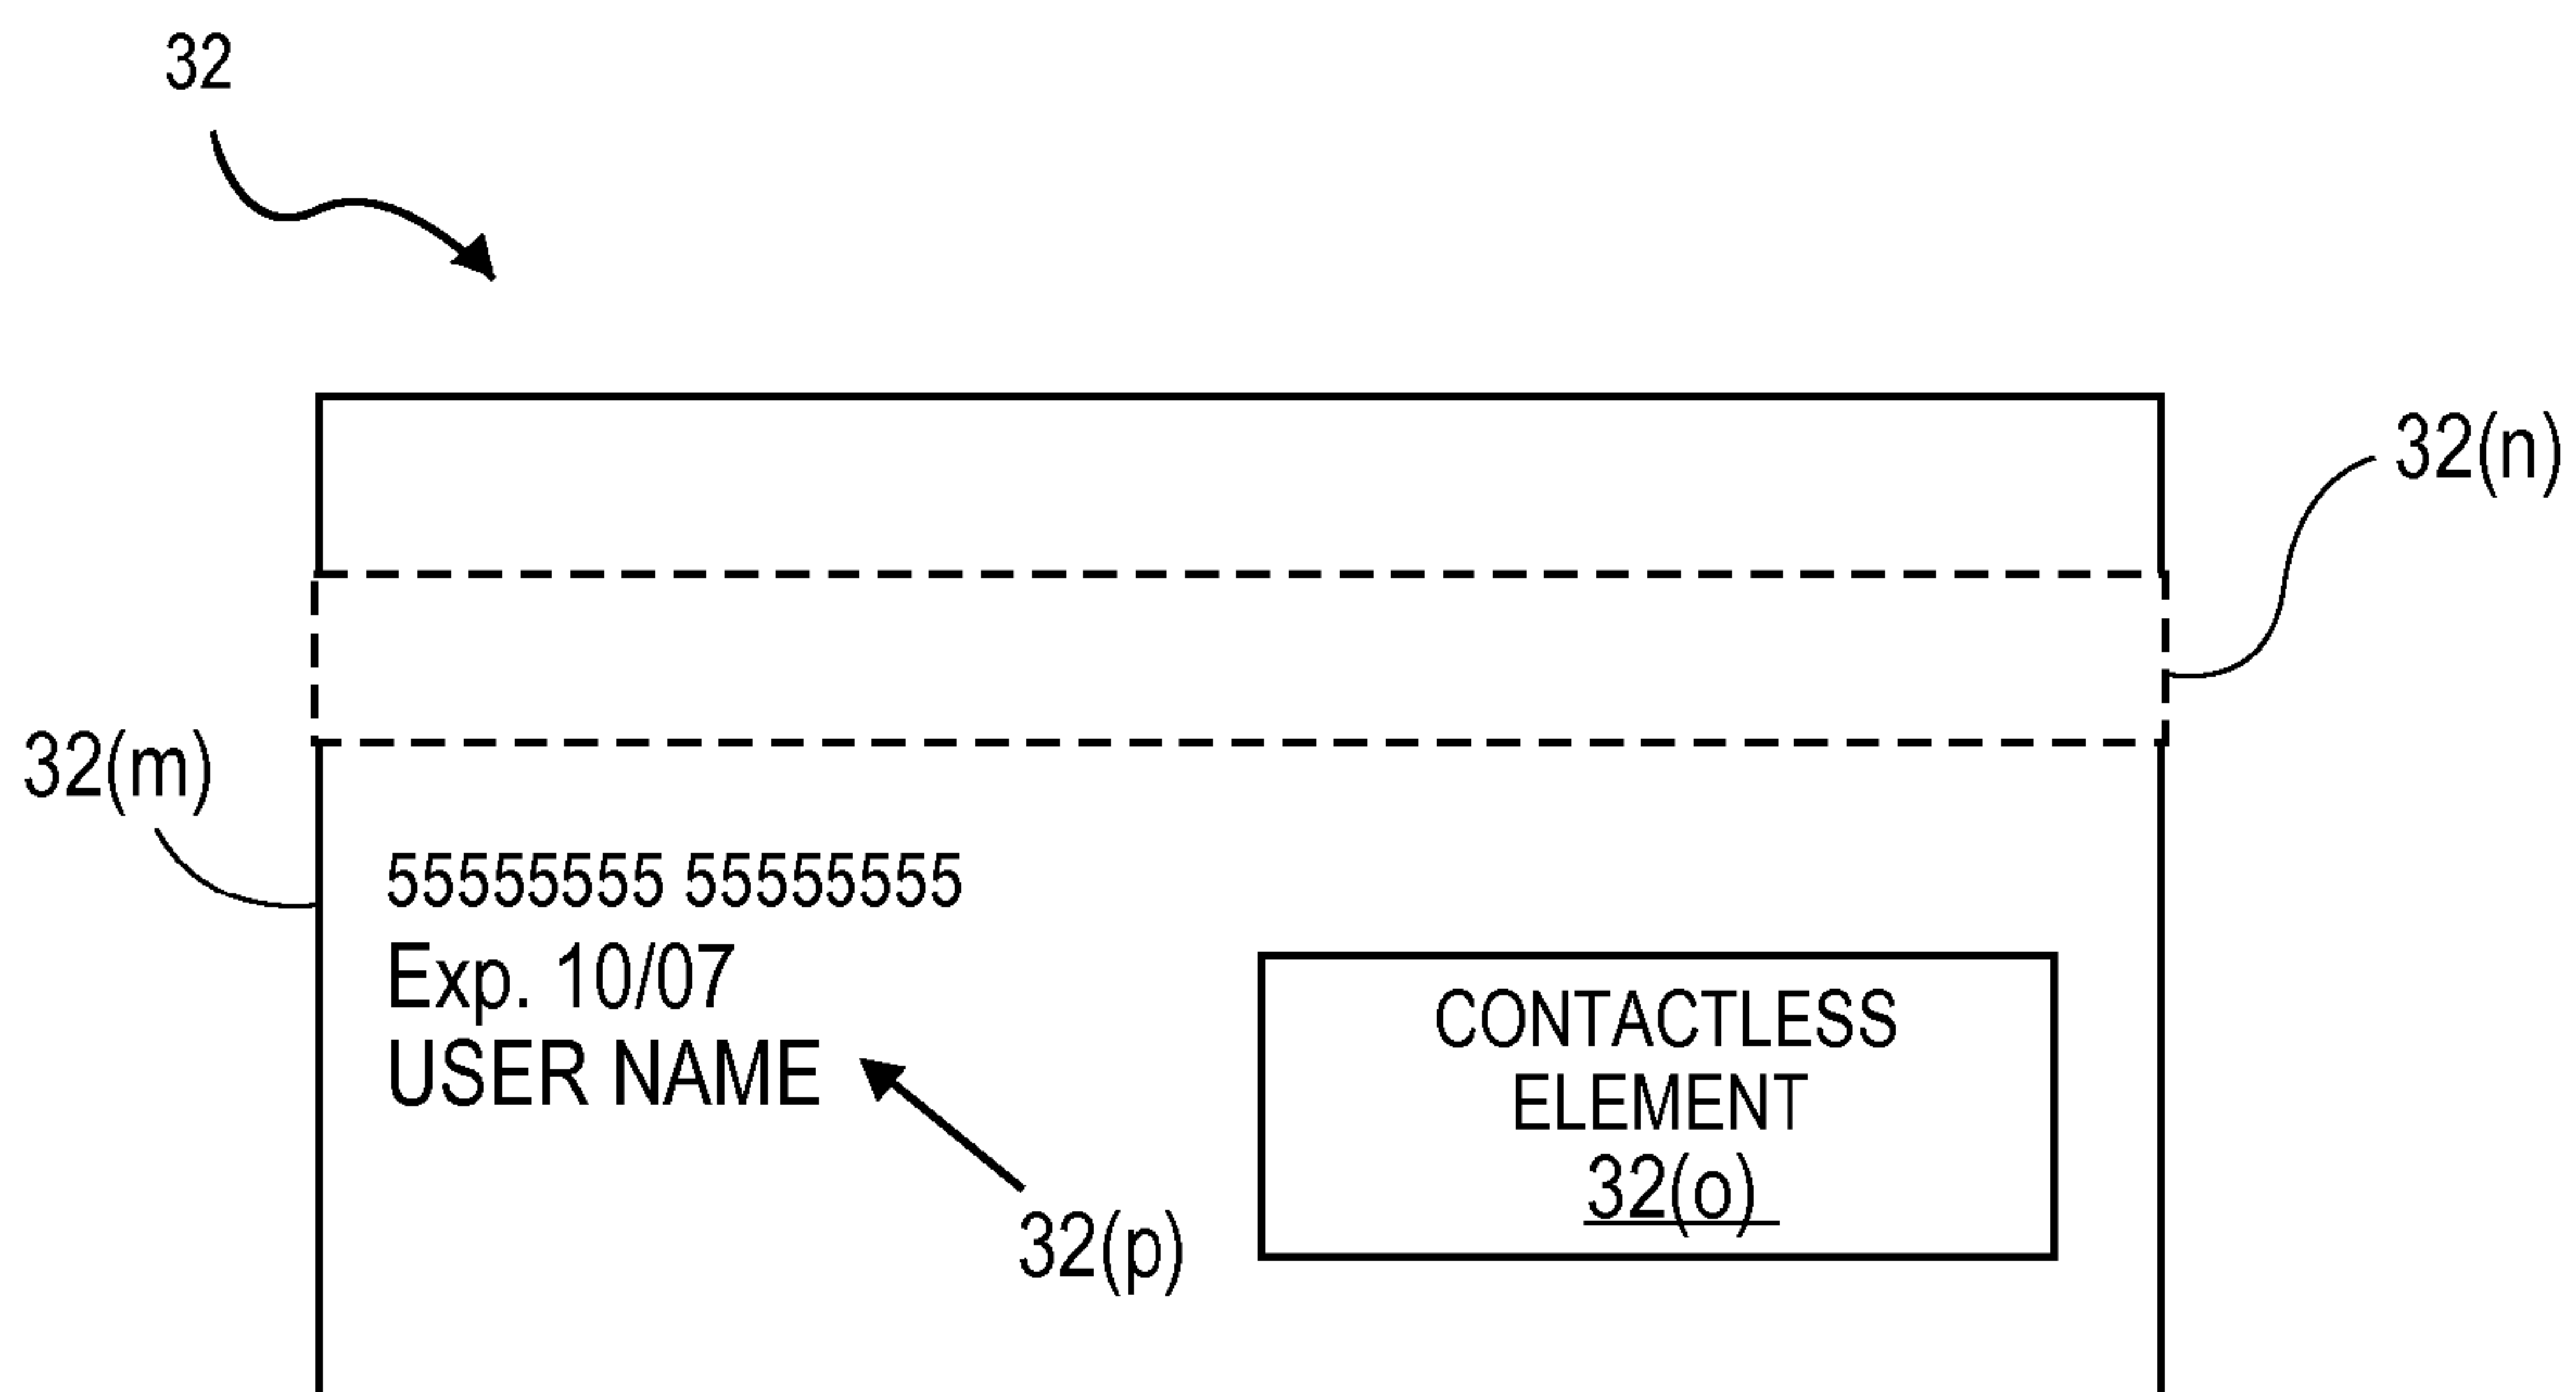 32
32(n)
32(m)
55555555 55555555
Exp. 10/07
USER NAME
CONTACTLESS
ELEMENT
32(o)
32(p)